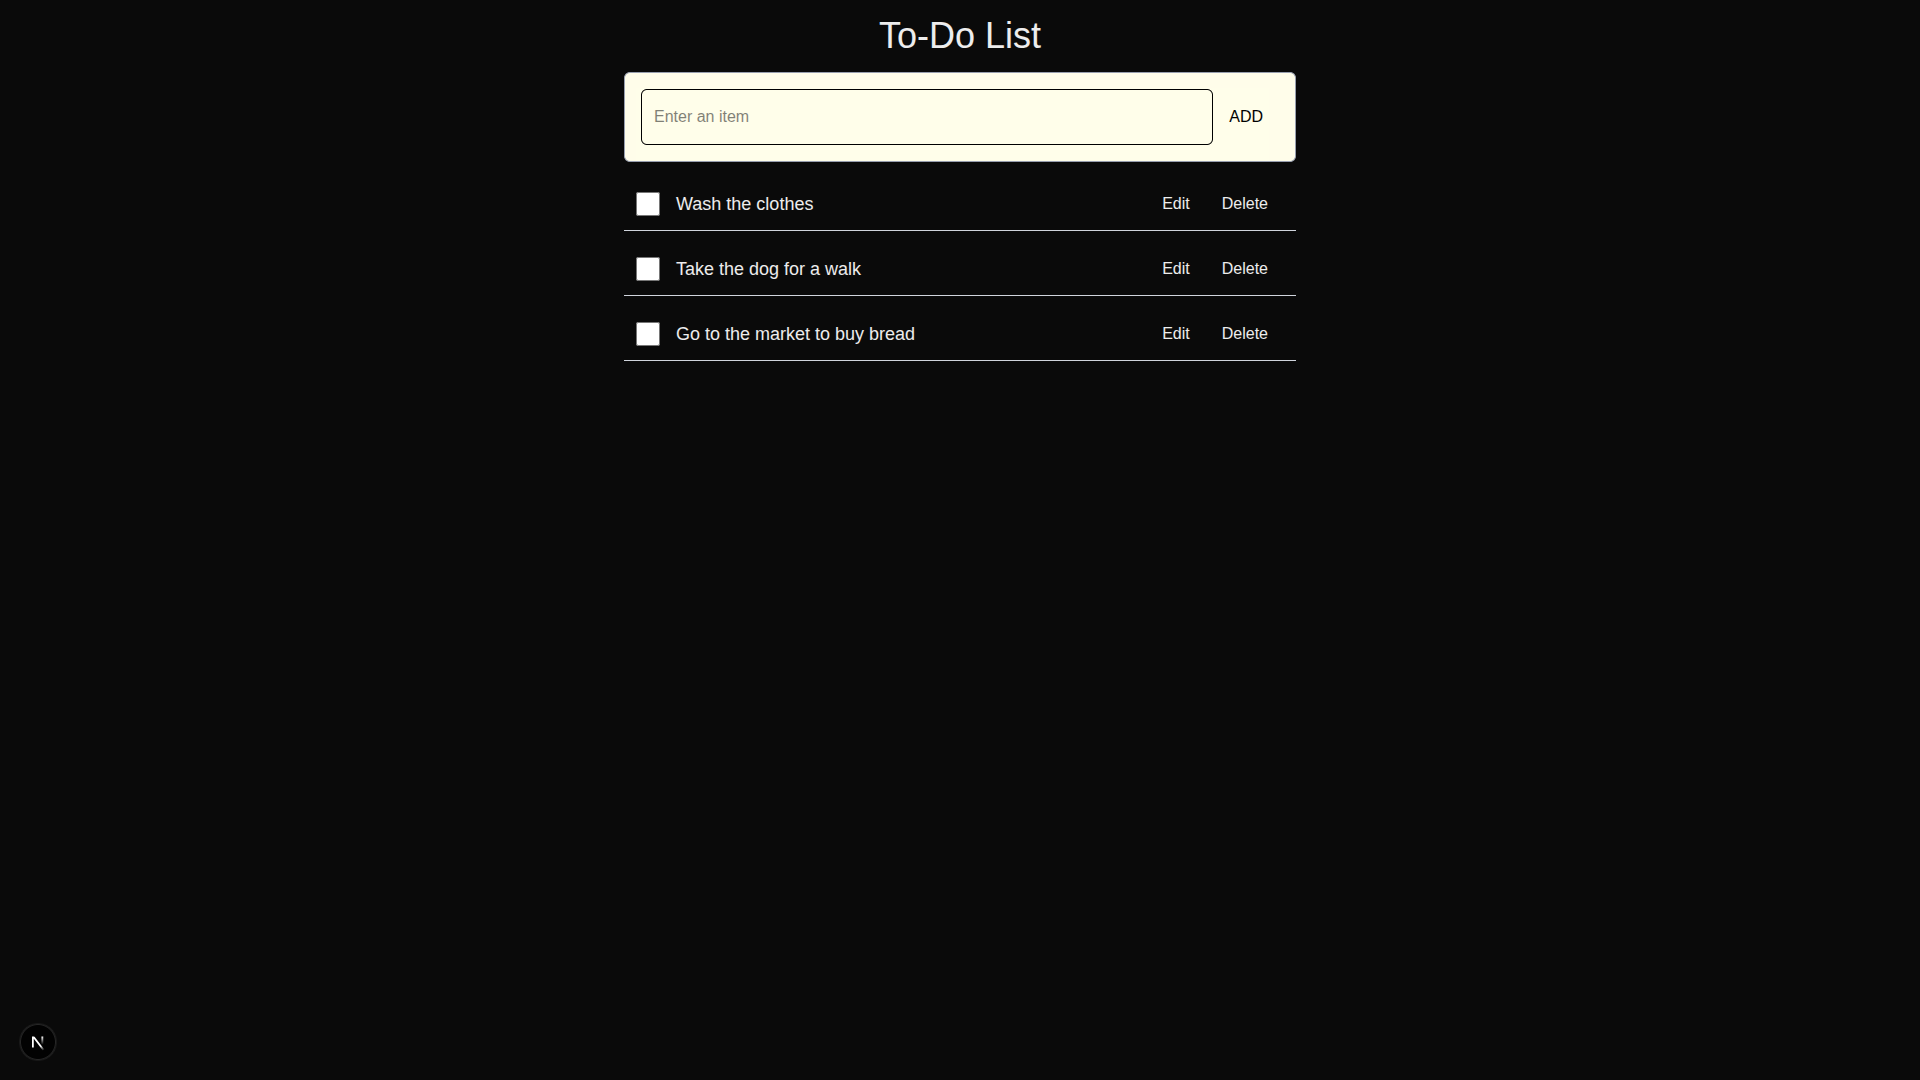 To-Do List
Enter an item ADD
Wash the clothes Edit Delete
Take the dog for a walk Edit Delete
Go to the market to buy bread Edit Delete
N